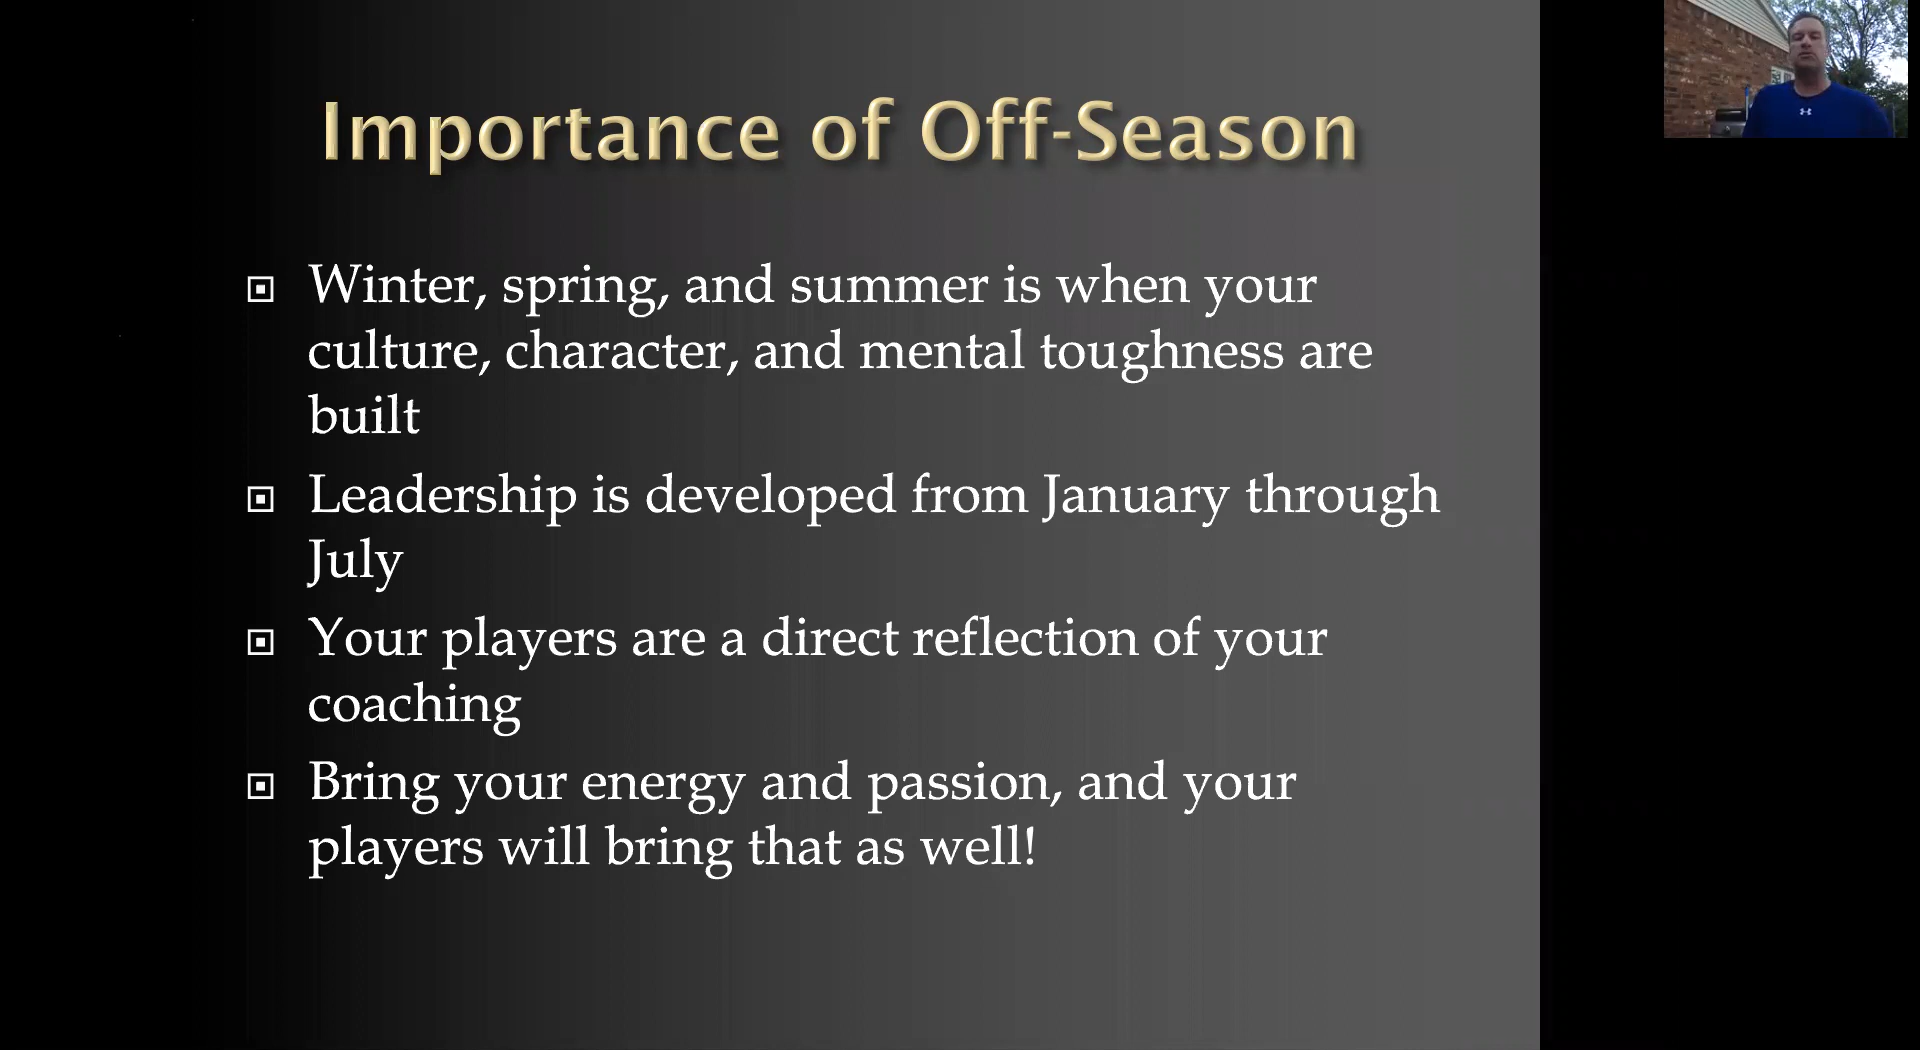 Importance of Off-Season
Winter, spring, and summer is when your
culture, character, and mental toughness are
built
Leadership is developed from January through
July
Your players are a direct reflection of your
coaching
Bring your energy and passion, and your
players will bring that as well!